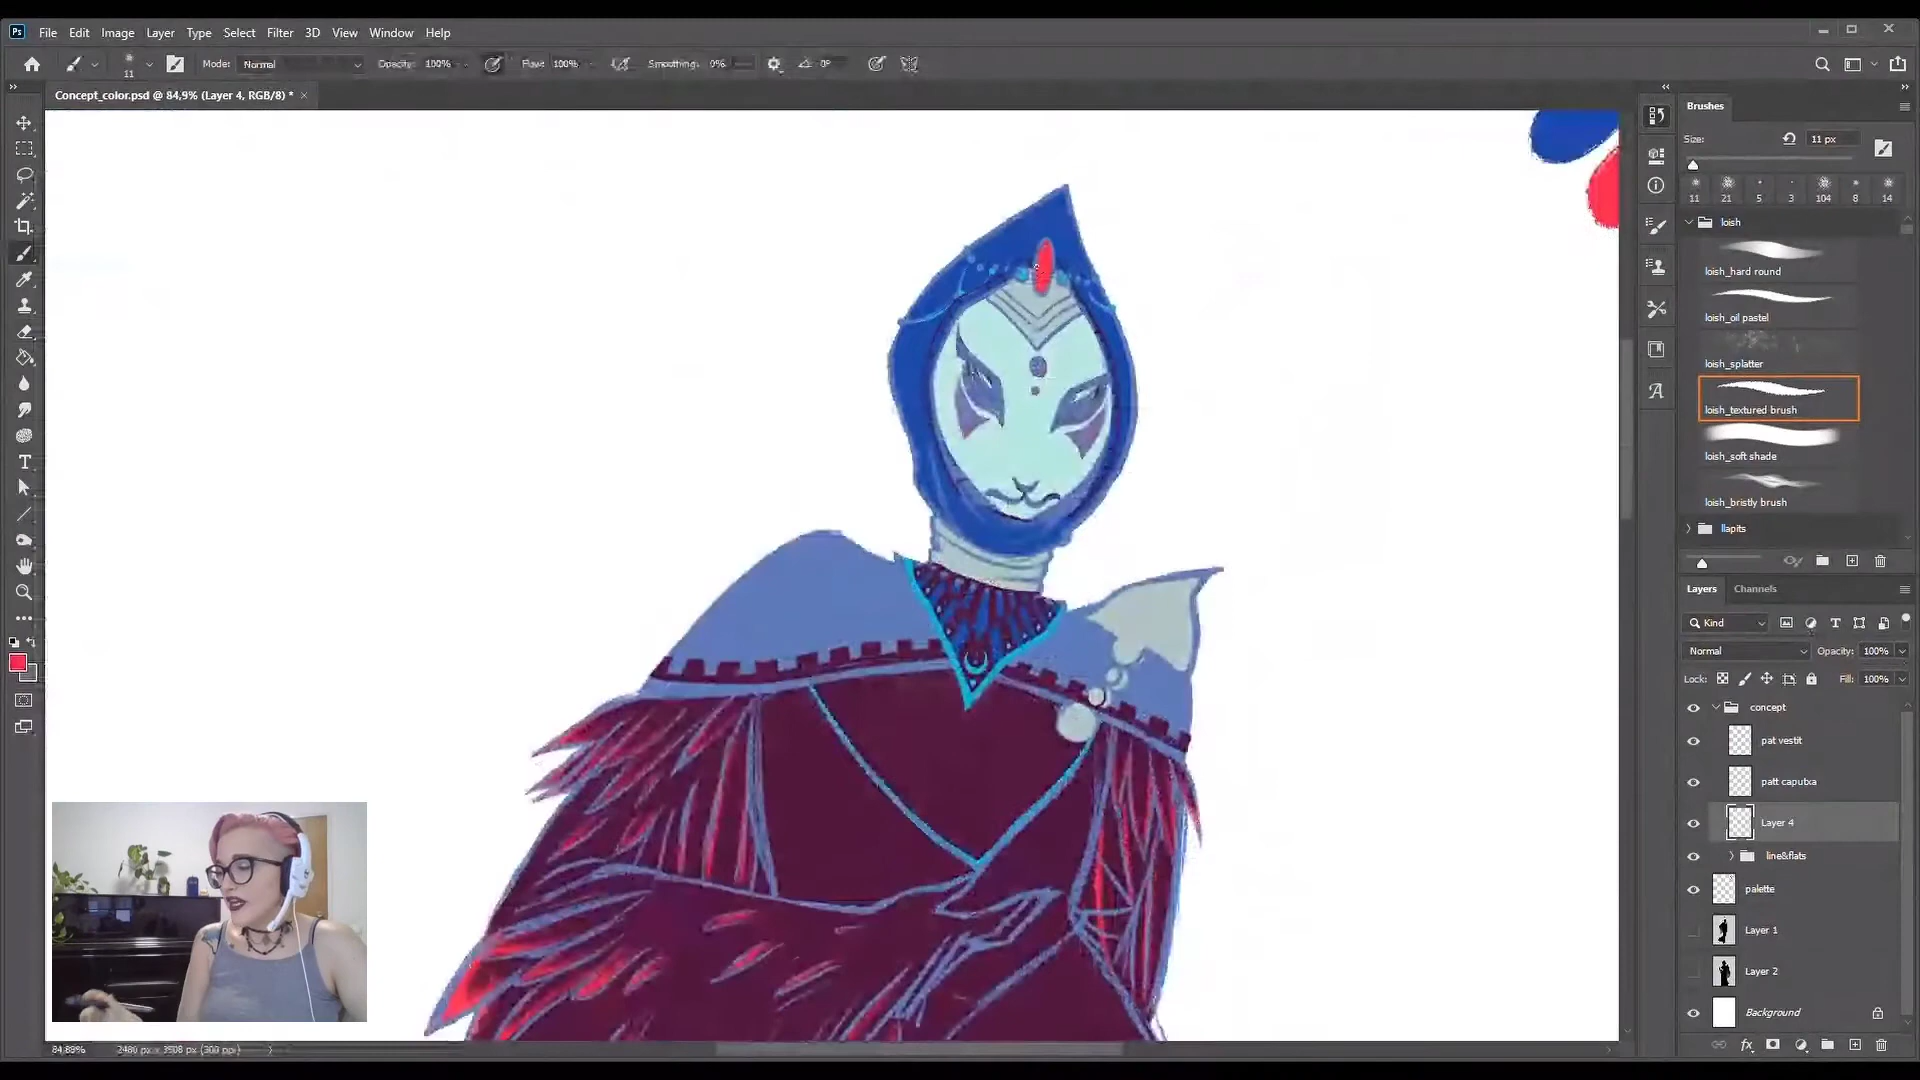 Ps File Edit Image Layer Type Select Filter 3D View Window Help
11 Mode: Normal Opacity: 100% Flow: 100% Smoothing: 0% 0°
Concept_color.psd @ 84,9% (Layer 4, RGB/8) *
Brushes
Size: 11 px
11 21 5 3 104 8 14
loish
loish_hard round
loish_oil pastel
loish_splatter
loish_textured brush
loish_soft shade
loish_bristly brush
llapits
Layers Channels
Kind
Normal Opacity: 100%
Lock: Fill: 100%
concept
pat vestit
patt caputxa
Layer 4
line&flats
palette
Layer 1
Layer 2
Background
84,89% 2480 px x 3508 px (300 ppi)